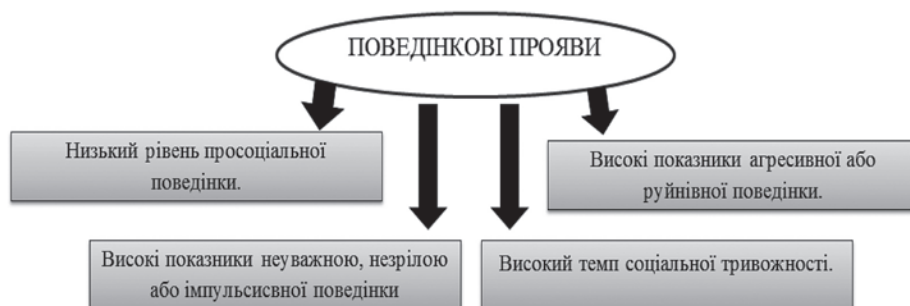 ПОВЕДІНКОВІ ПРОЯВИ
Низький рівень просоціальної
поведінки.
Високі показники агресивної або
руйнівної поведінки.
Високі показники неуважною, незрілою
або імпульсисвної поведінки
Високий темп соціальної тривожності.